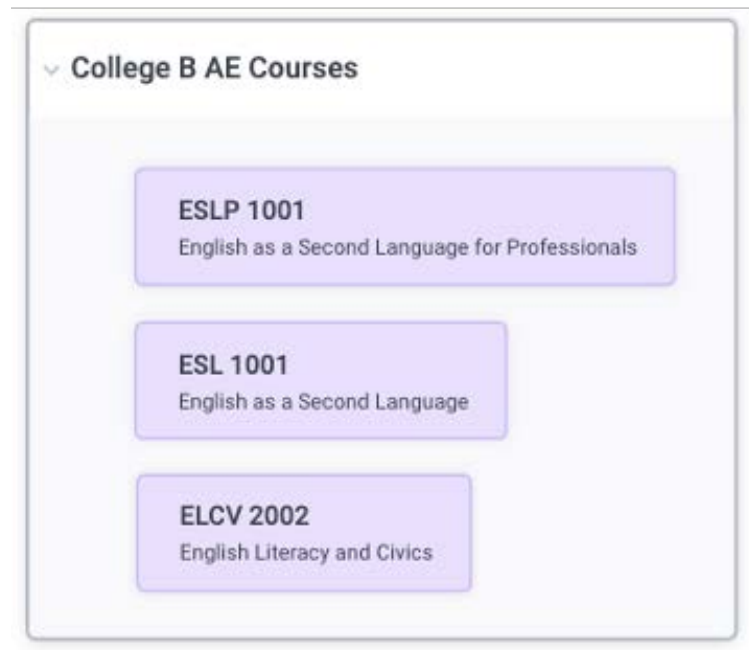 College B AE Courses
ESLP 1001
English as a Second Language for Professionals
ESL 1001
English as a Second Language
ELCV 2002
English Literacy and Civics